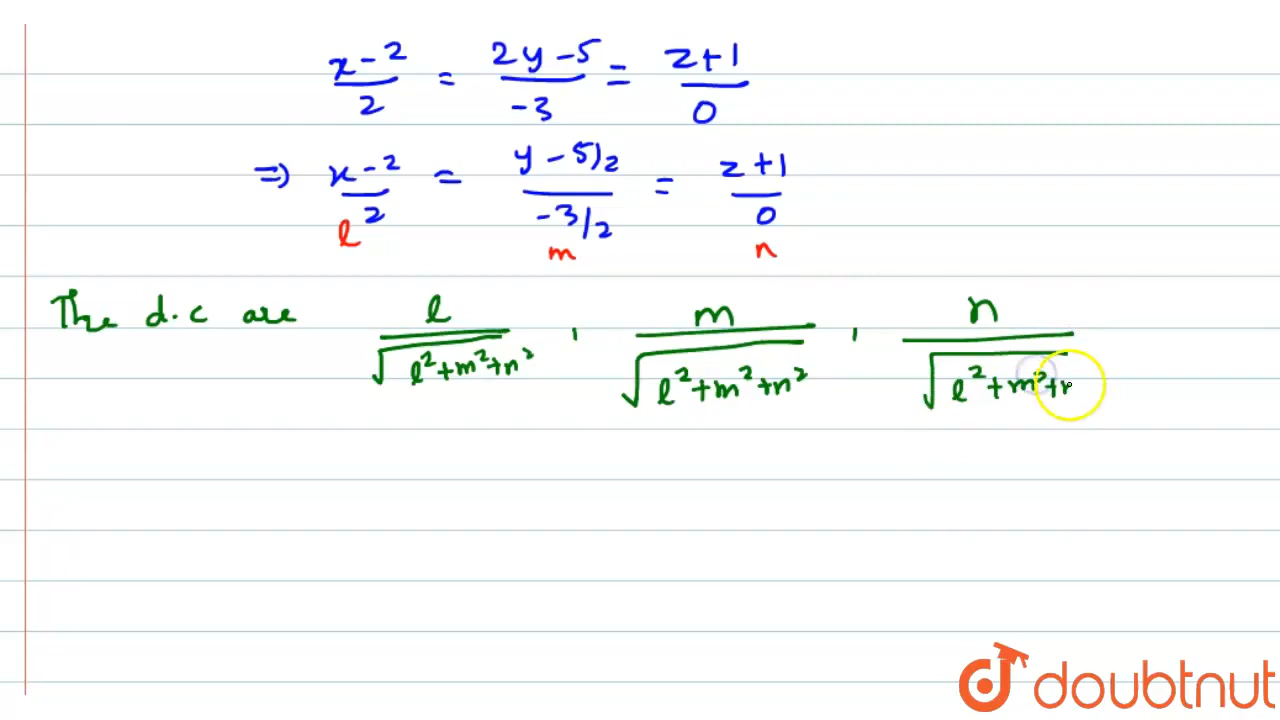 x-2/2 = 2y-5/-3 = z+1/0
⇒ x-2/2 = y-5/2/-3/2 = z+1/0
l m n
The d.c are l/√l²+m²+n² , m/√l²+m²+n² , n/√l²+m²+n
doubtnut